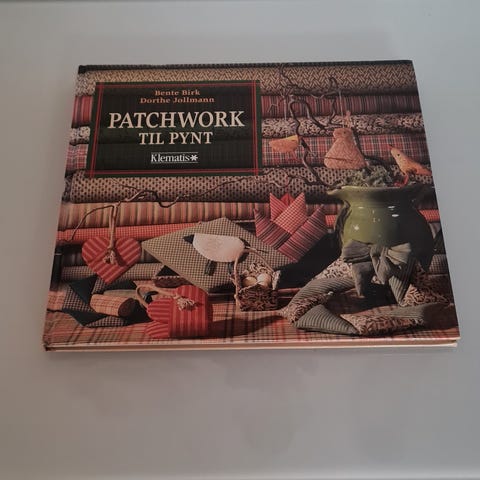 Bente Birk
Dorthe Jollmann
PATCHWORK
TIL PYNT
Klematis